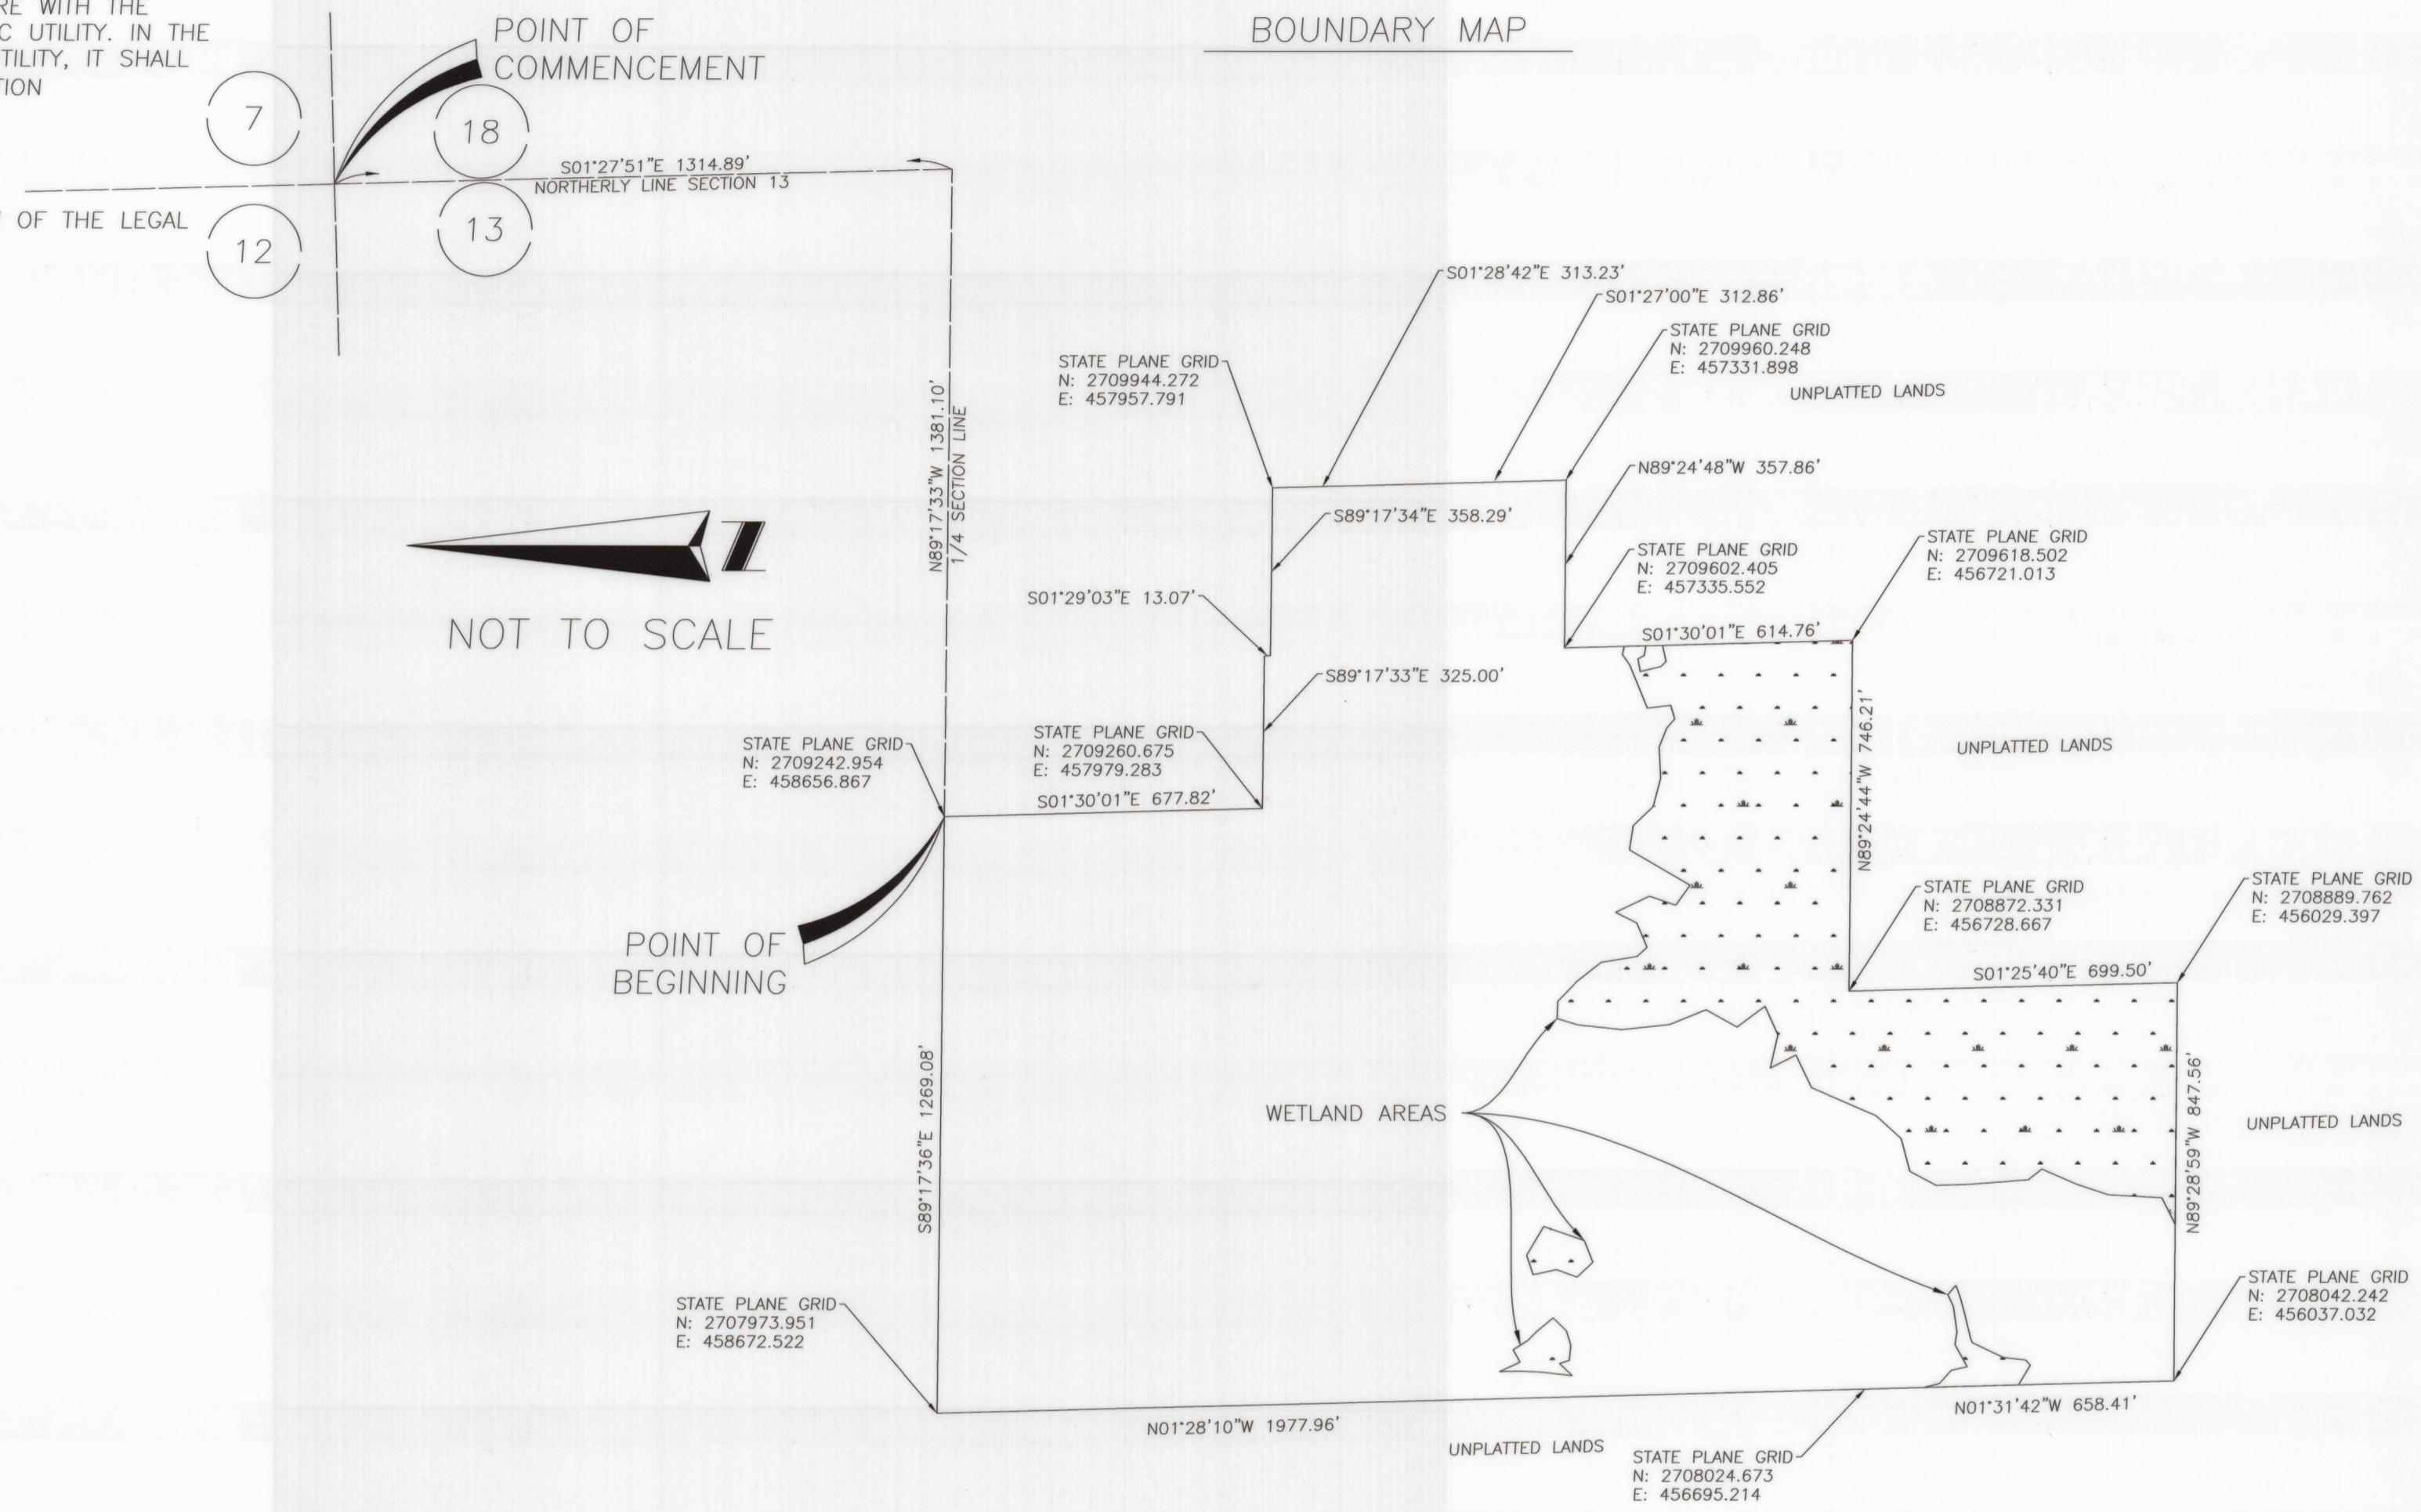 RE WITH THE
C UTILITY. IN THE
TILITY, IT SHALL
TION
OF THE LEGAL
POINT OF
COMMENCEMENT
BOUNDARY MAP
7
18
12
13
S01°27'51"E 1314.89'
NORTHERLY LINE SECTION 13
N89°17'33"W 1381.10'
1/4 SECTION LINE
S01°28'42"E 313.23'
S01°27'00"E 312.86'
STATE PLANE GRID
N: 2709960.248
E: 457331.898
UNPLATTED LANDS
STATE PLANE GRID
N: 2709944.272
E: 457957.791
N89°24'48"W 357.86'
S89°17'34"E 358.29'
STATE PLANE GRID
N: 2709602.405
E: 457335.552
STATE PLANE GRID
N: 2709618.502
E: 456721.013
Z
NOT TO SCALE
S01°29'03"E 13.07'
S01°30'01"E 614.76'
S89°17'33"E 325.00'
N89°24'44"W 746.21'
UNPLATTED LANDS
STATE PLANE GRID
N: 2709242.954
E: 458656.867
STATE PLANE GRID
N: 2709260.675
E: 457979.283
S01°30'01"E 677.82'
POINT OF
BEGINNING
STATE PLANE GRID
N: 2708872.331
E: 456728.667
STATE PLANE GRID
N: 2708889.762
E: 456029.397
S01°25'40"E 699.50'
S89°17'36"E 1269.08'
WETLAND AREAS
N89°28'59"W 847.56'
UNPLATTED LANDS
STATE PLANE GRID
N: 2707973.951
E: 458672.522
STATE PLANE GRID
N: 2708042.242
E: 456037.032
N01°28'10"W 1977.96'
N01°31'42"W 658.41'
UNPLATTED LANDS
STATE PLANE GRID
N: 2708024.673
E: 456695.214